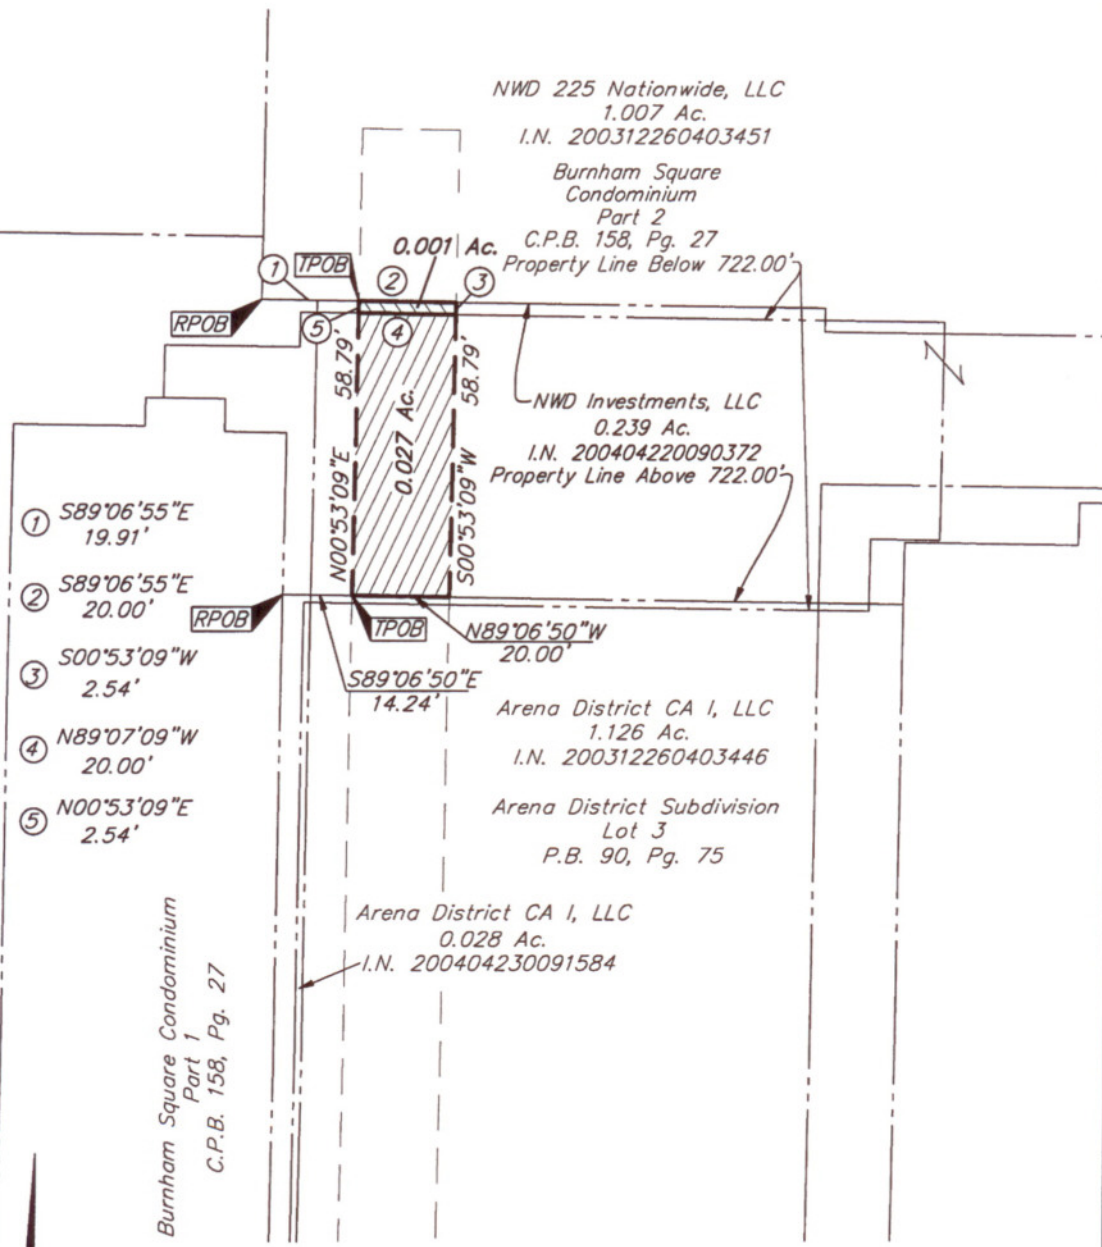 NWD 225 Nationwide, LLC
1.007 Ac.
I.N. 200312260403451
Burnham Square
Condominium
Part 2
C.P.B. 158, Pg. 27
Property Line Below 722.00'
0.001 Ac.
TPOB
1
2
3
RPOB
5
4
58.79'
58.79'
0.027 Ac.
N00°53'09"E
S00°53'09"W
NWD Investments, LLC
0.239 Ac.
I.N. 200404220090372
Property Line Above 722.00'
1 S89°06'55"E
19.91'
2 S89°06'55"E
20.00'
3 S00°53'09"W
2.54'
4 N89°07'09"W
20.00'
5 N00°53'09"E
2.54'
RPOB
TPOB
N89°06'50"W
20.00'
S89°06'50"E
14.24'
Arena District CA I, LLC
1.126 Ac.
I.N. 200312260403446
Arena District Subdivision
Lot 3
P.B. 90, Pg. 75
Arena District CA I, LLC
0.028 Ac.
I.N. 200404230091584
Burnham Square Condominium
Part 1
C.P.B. 158, Pg. 27